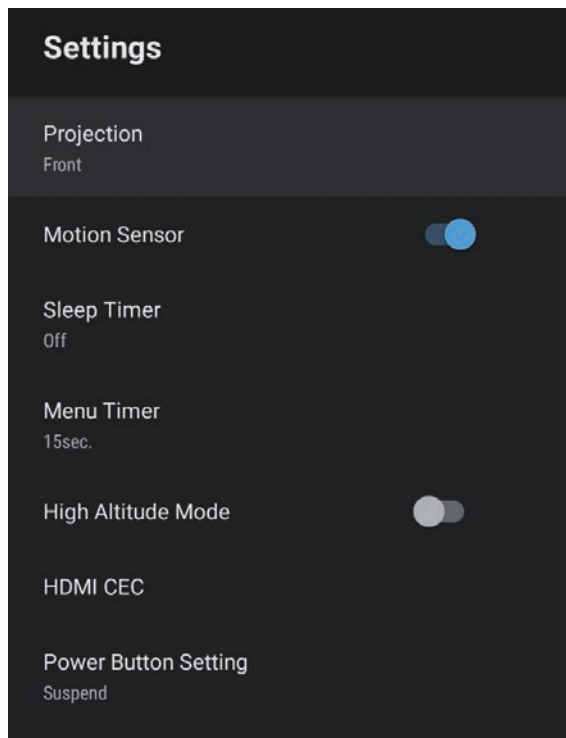 Settings
Projection
Front
Motion Sensor
Sleep Timer
Off
Menu Timer
15sec.
High Altitude Mode
HDMI CEC
Power Button Setting
Suspend